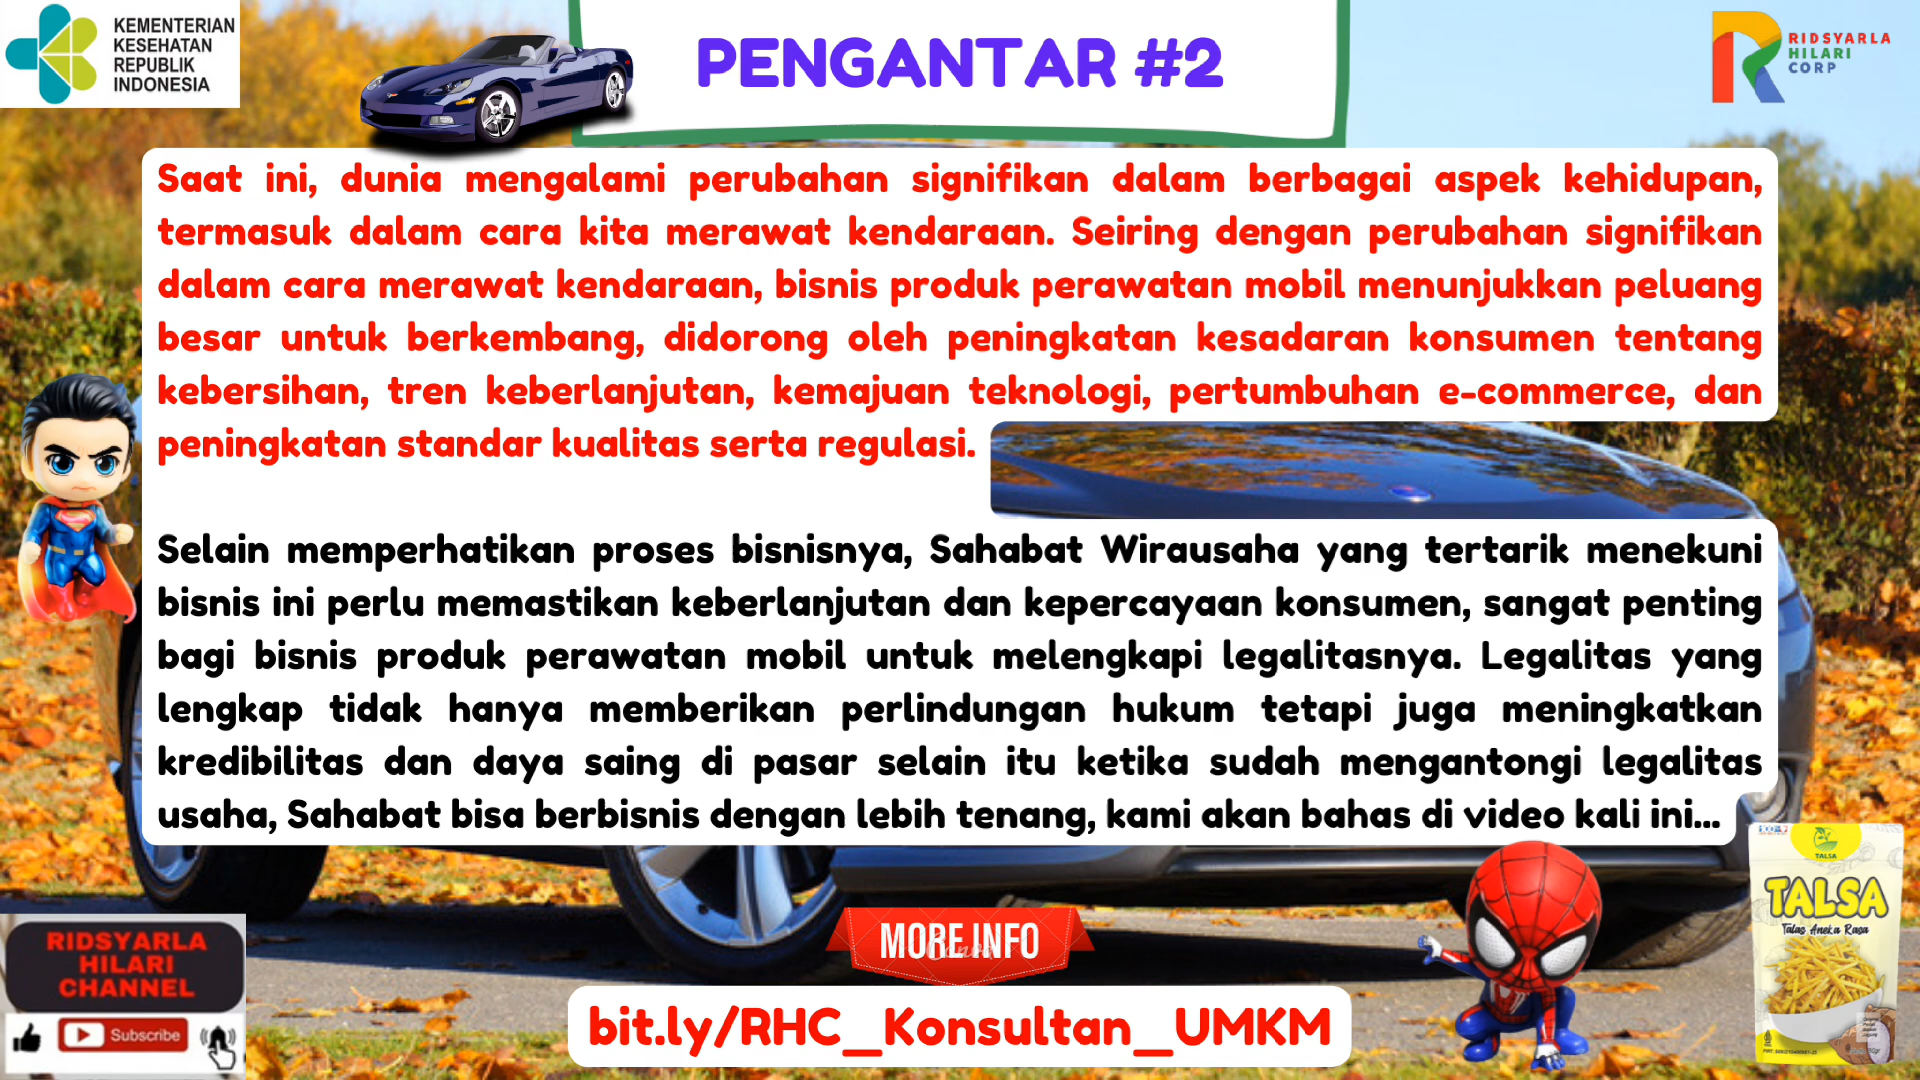 KEMENTERIAN
KESEHATAN
REPUBLIK
INDONESIA
PENGANTAR #2
RIDSYARLA
HILARI
CORP
Saat ini, dunia mengalami perubahan signifikan dalam berbagai aspek kehidupan,
termasuk dalam cara kita merawat kendaraan. Seiring dengan perubahan signifikan
dalam cara merawat kendaraan, bisnis produk perawatan mobil menunjukkan peluang
besar untuk berkembang, didorong oleh peningkatan kesadaran konsumen tentang
kebersihan, tren keberlanjutan, kemajuan teknologi, pertumbuhan e-commerce, dan
peningkatan standar kualitas serta regulasi.
Selain memperhatikan proses bisnisnya, Sahabat Wirausaha yang tertarik menekuni
bisnis ini perlu memastikan keberlanjutan dan kepercayaan konsumen, sangat penting
bagi bisnis produk perawatan mobil untuk melengkapi legalitasnya. Legalitas yang
lengkap tidak hanya memberikan perlindungan hukum tetapi juga meningkatkan
kredibilitas dan daya saing di pasar selain itu ketika sudah mengantongi legalitas
usaha, Sahabat bisa berbisnis dengan lebih tenang, kami akan bahas di video kali ini...
RIDSYARLA
HILARI
CHANNEL
Subscribe
MORE INFO
bit.ly/RHC_Konsultan_UMKM
TALSA
TALSA
Talas Aneka Rasa